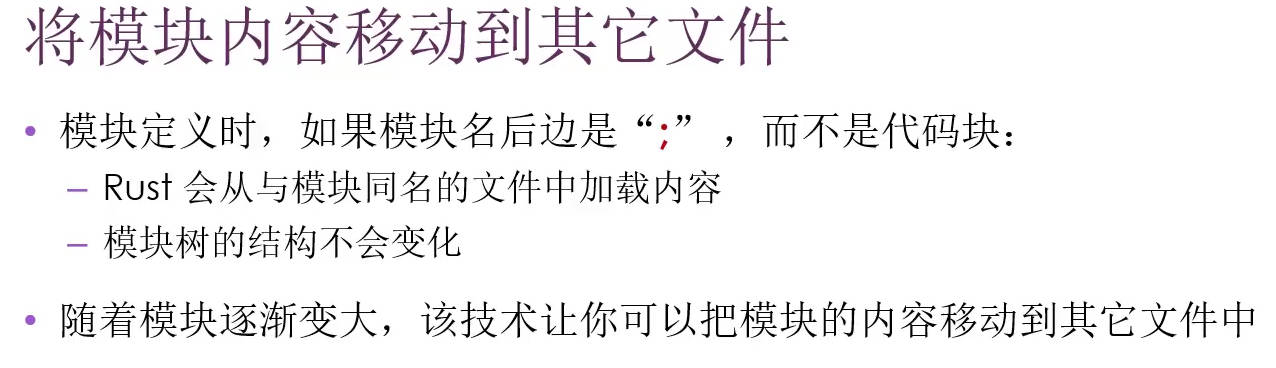 将模块内容移动到其它文件
• 模块定义时，如果模块名后边是“;”，而不是代码块：
– Rust 会从与模块同名的文件中加载内容
– 模块树的结构不会变化
• 随着模块逐渐变大，该技术让你可以把模块的内容移动到其它文件中